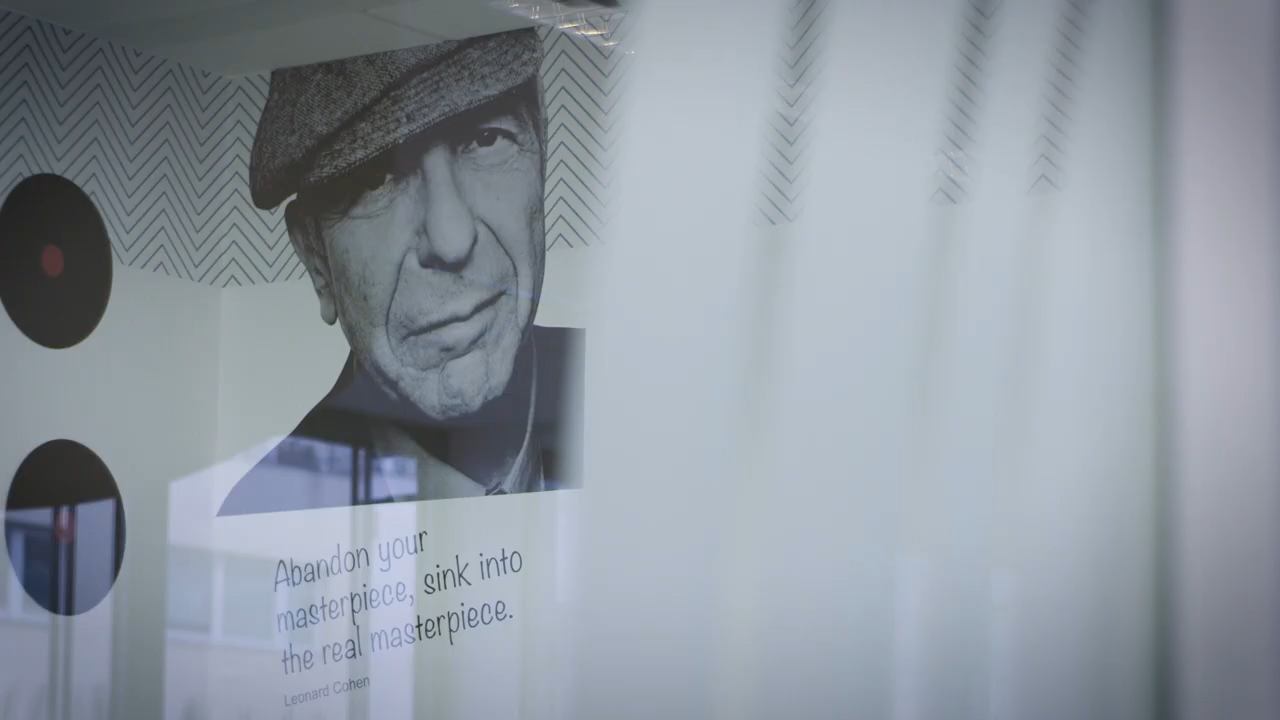 Abandon your
masterpiece, sink into
the real masterpiece.
Leonard Cohen